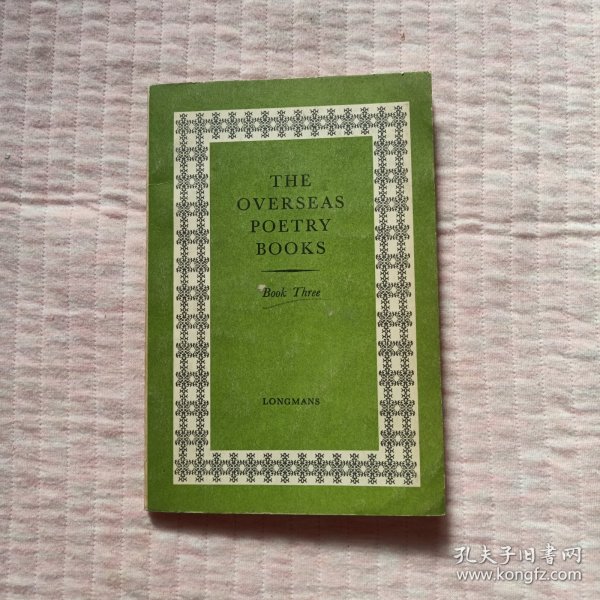 THE
OVERSEAS
POETRY
BOOKS
Book Three
LONGMANS
孔夫子旧书网
www.kongfz.com